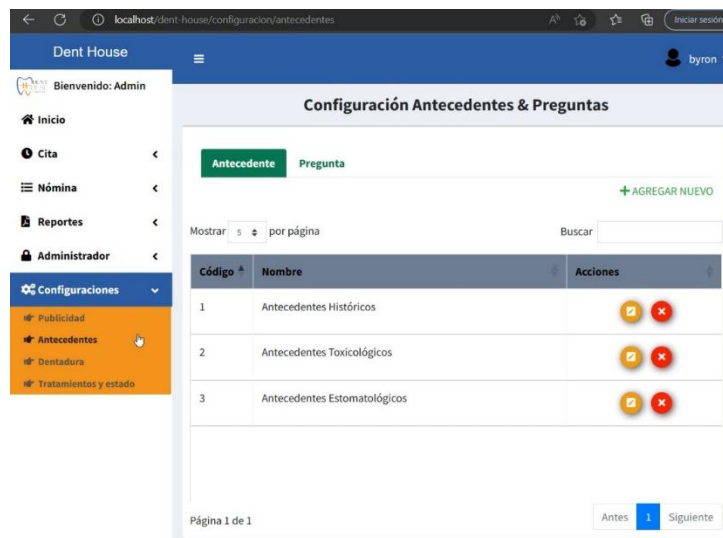 localhost/dent-house/configuracion/antecedentes
Iniciar sesión
Dent House
byron
Bienvenido: Admin
Inicio
Cita
Nómina
Reportes
Administrador
Configuraciones
Publicidad
Antecedentes
Dentadura
Tratamientos y estado
Configuración Antecedentes & Preguntas
Antecedente Pregunta
AGREGAR NUEVO
Mostrar 5 por página Buscar
Código Nombre Acciones
1 Antecedentes Históricos
2 Antecedentes Toxicológicos
3 Antecedentes Estomatológicos
Página 1 de 1 Antes 1 Siguiente